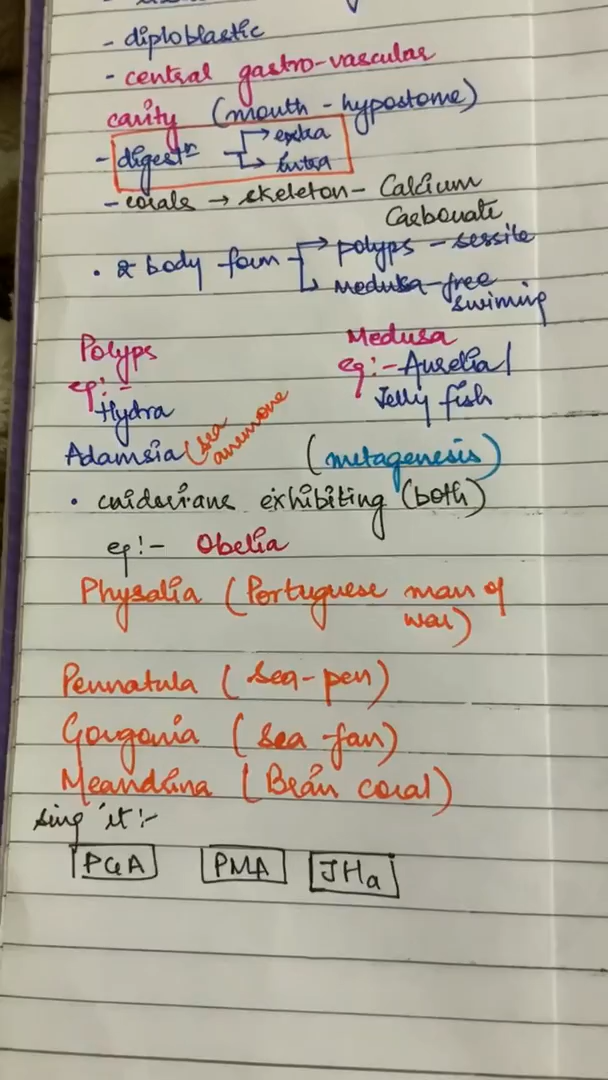 - diploblastic
- central gastro-vascular
cavity (mouth - hypostome)
- digestn → extra
→ intra
- corals → skeleton - Calcium
Carbonate
• 2 body form → polyps - sessile
→ Medusa - free
swiming
Polyps
eg:-
Hydra
Adamsia (sea
anemone
Medusa
eg:- Aurelia/
Jelly fish
(metagenesis)
• cnidarians exhibiting (both)
eg:- Obelia
Physalia (Portuguese man of
war)
Pennatula (sea-pen)
Gorgonia (sea fan)
Meandrina (Brain coral)
sing it:-
PGA PMA JHa